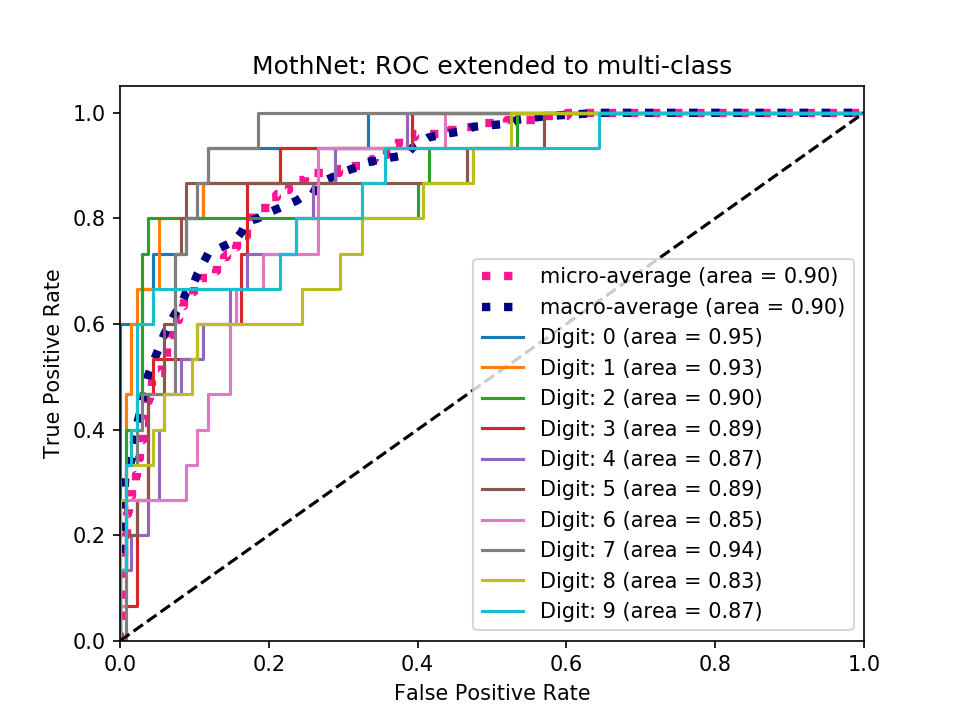 MothNet: ROC extended to multi-class
True Positive Rate
1.0
0.8
0.6
0.4
0.2
0.0
micro-average (area = 0.90)
macro-average (area = 0.90)
Digit: 0 (area = 0.95)
Digit: 1 (area = 0.93)
Digit: 2 (area = 0.90)
Digit: 3 (area = 0.89)
Digit: 4 (area = 0.87)
Digit: 5 (area = 0.89)
Digit: 6 (area = 0.85)
Digit: 7 (area = 0.94)
Digit: 8 (area = 0.83)
Digit: 9 (area = 0.87)
0.0 0.2 0.4 0.6 0.8 1.0
False Positive Rate